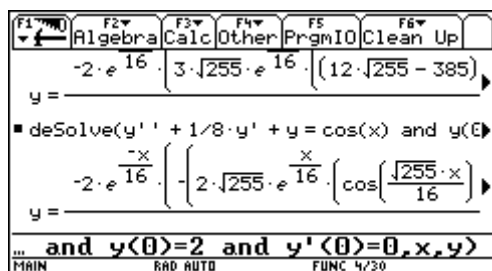 F1 F2 F3 F4 F5 F6
Algebra Calc Other PrgmIO Clean Up
-2·e^16·(3·√255·e^16·((12·√255 - 385)
y =
■ deSolve(y'' + 1/8·y' + y = cos(x) and y(0
-2·e^(-x/16)·(-(2·√255·e^(x/16)·(cos(√255·x/16)
y =
… and y(0)=2 and y'(0)=0,x,y)
MAIN RAD AUTO FUNC 4/30